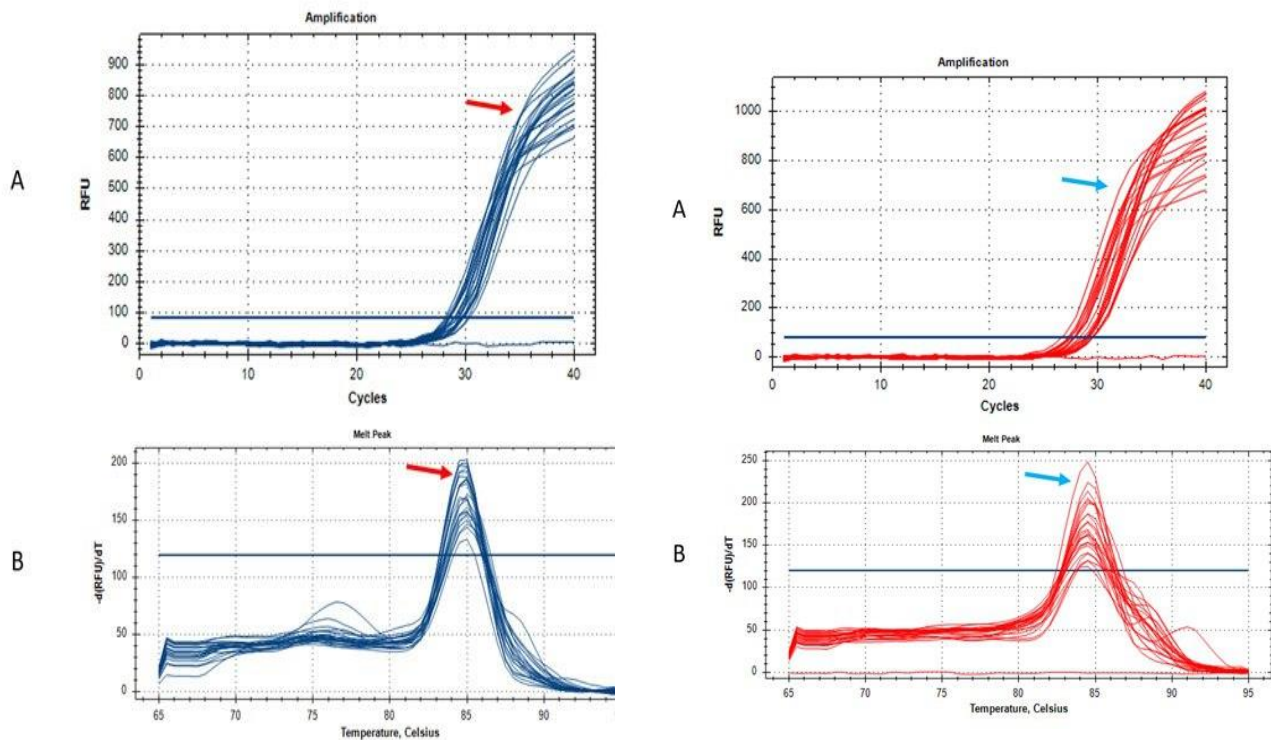 Amplification
900
800
700
600
500
400
300
200
100
0
RFU
0 10 20 30 40
Cycles
A
Amplification
1000
800
600
400
200
0
RFU
0 10 20 30 40
Cycles
A
Melt Peak
200
150
100
50
0
-d(RFU)/dT
65 70 75 80 85 90
Temperature, Celsius
B
Melt Peak
250
200
150
100
50
0
-d(RFU)/dT
65 70 75 80 85 90 95
Temperature, Celsius
B